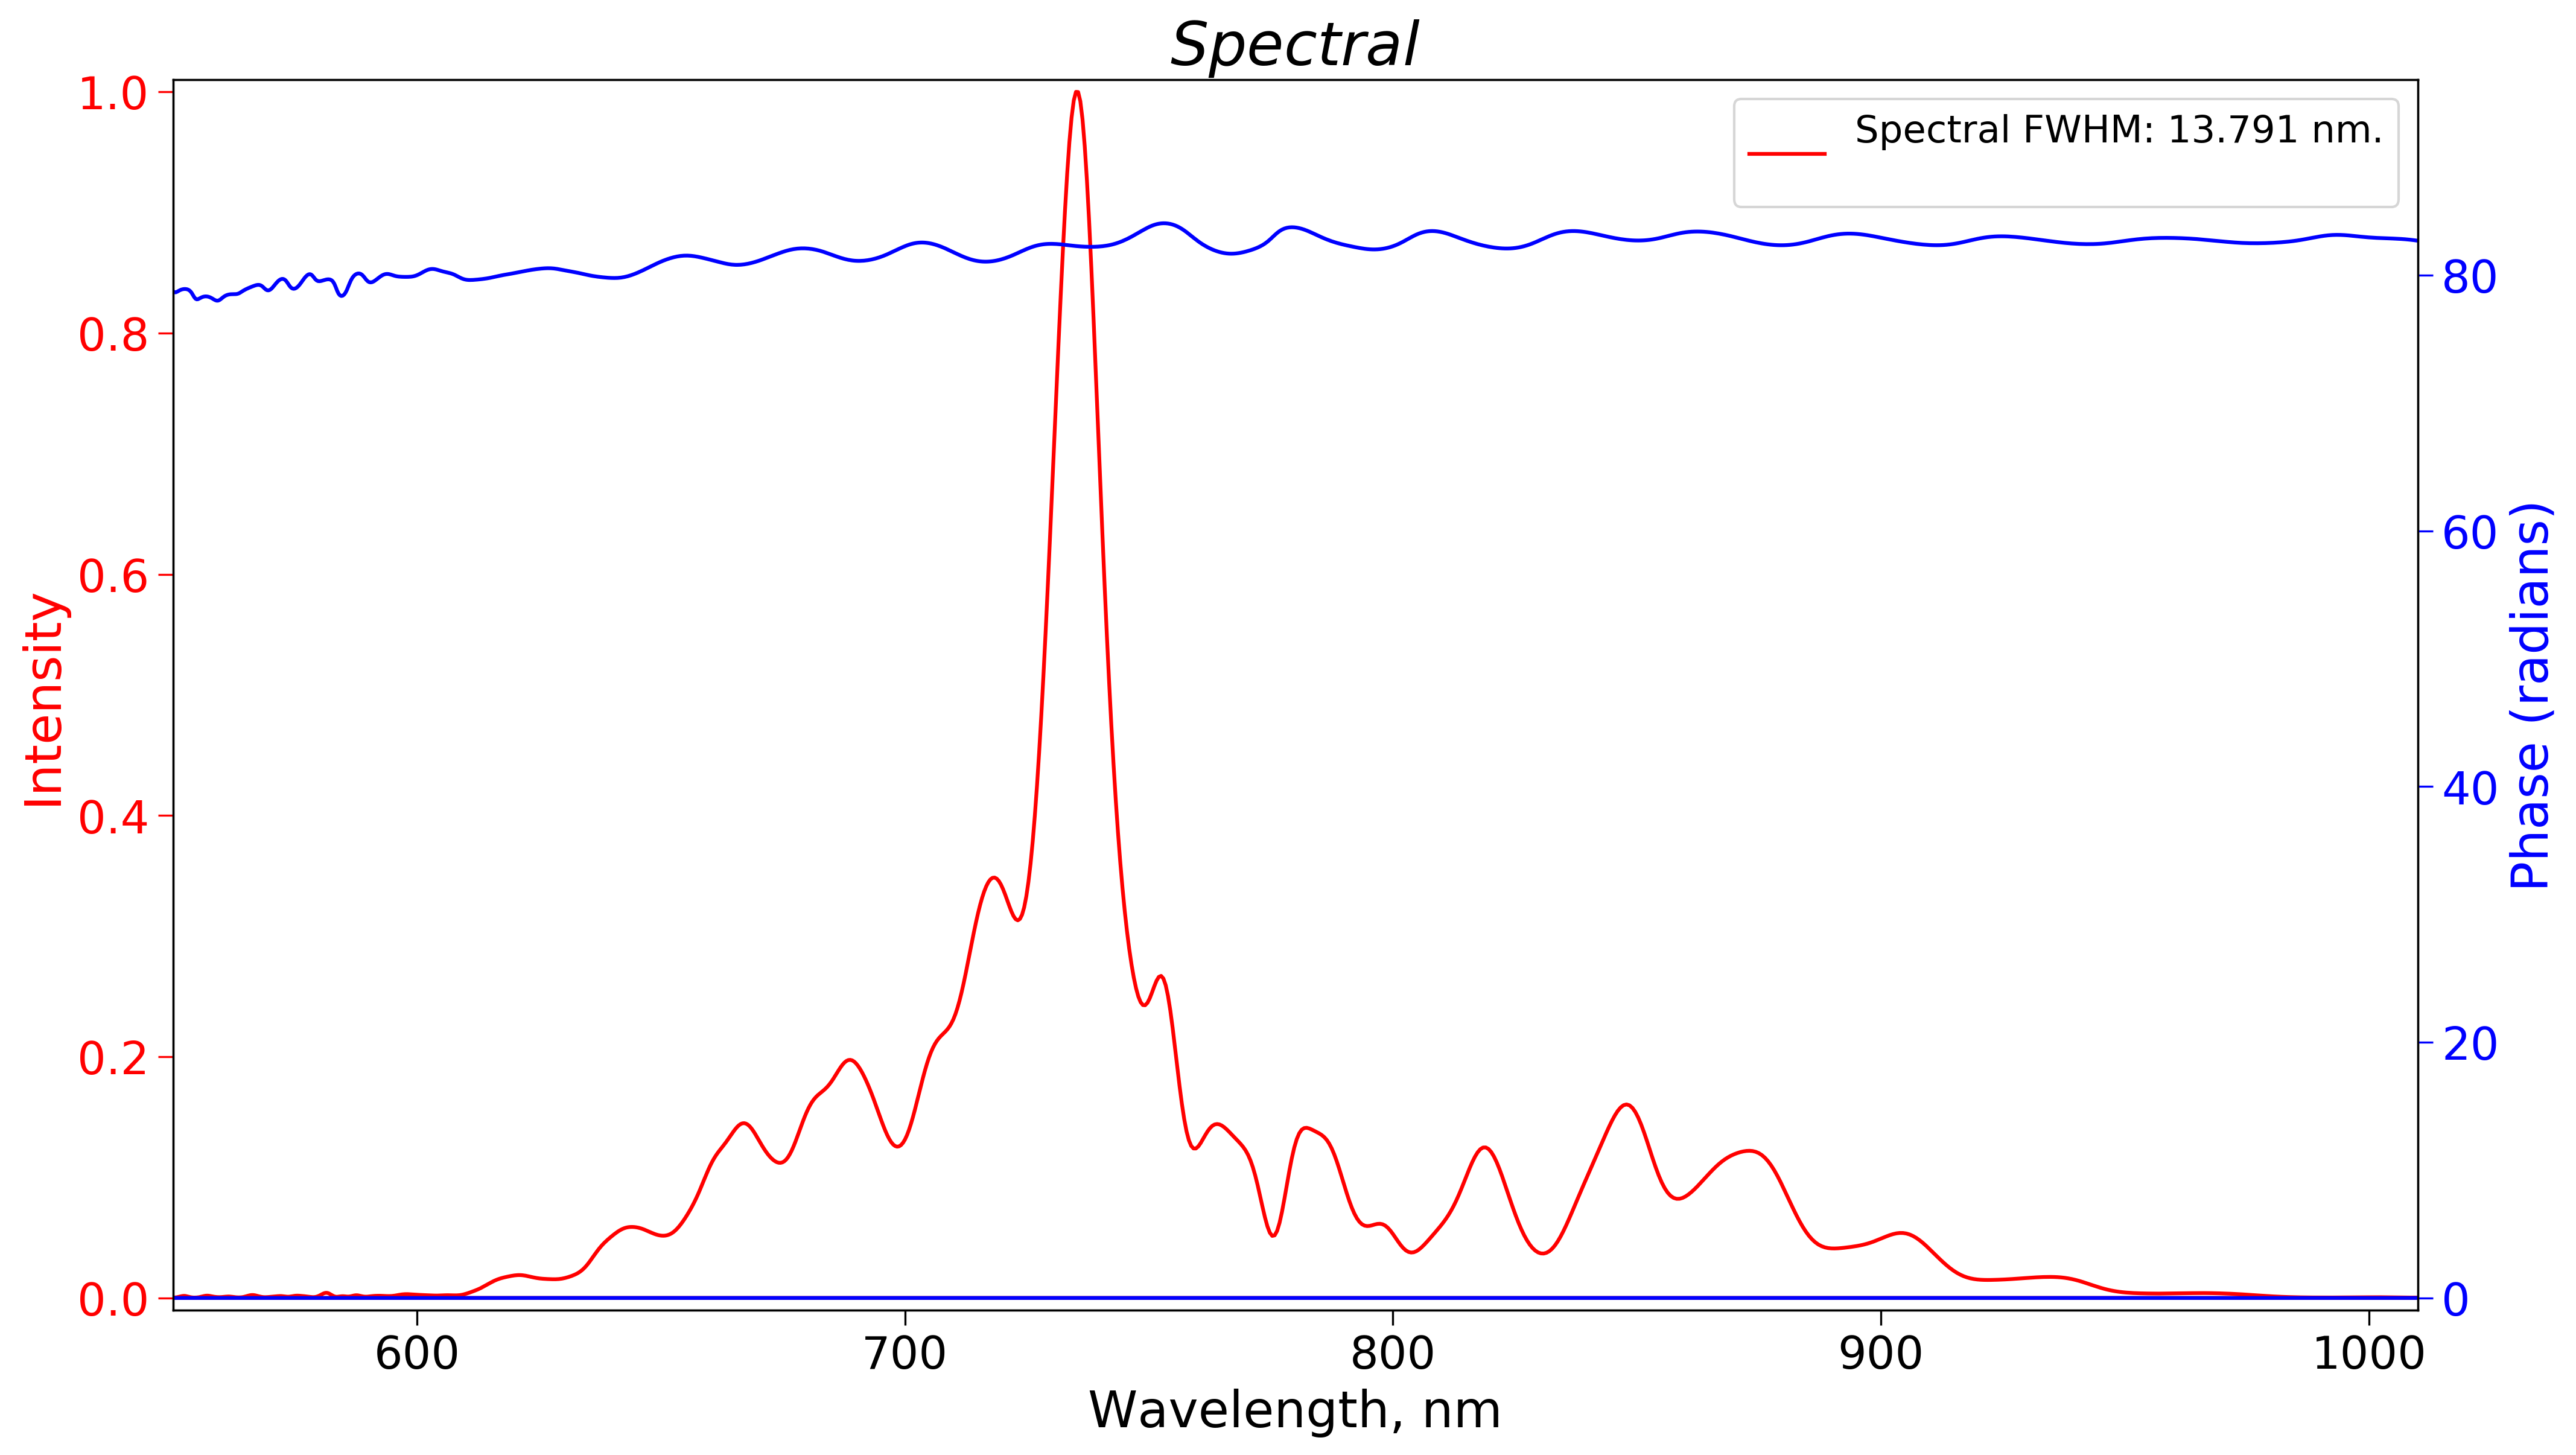 Spectral
Spectral FWHM: 13.791 nm.
Intensity
1.0
0.8
0.6
0.4
0.2
0.0
Phase (radians)
80
60
40
20
0
600 700 800 900 1000
Wavelength, nm